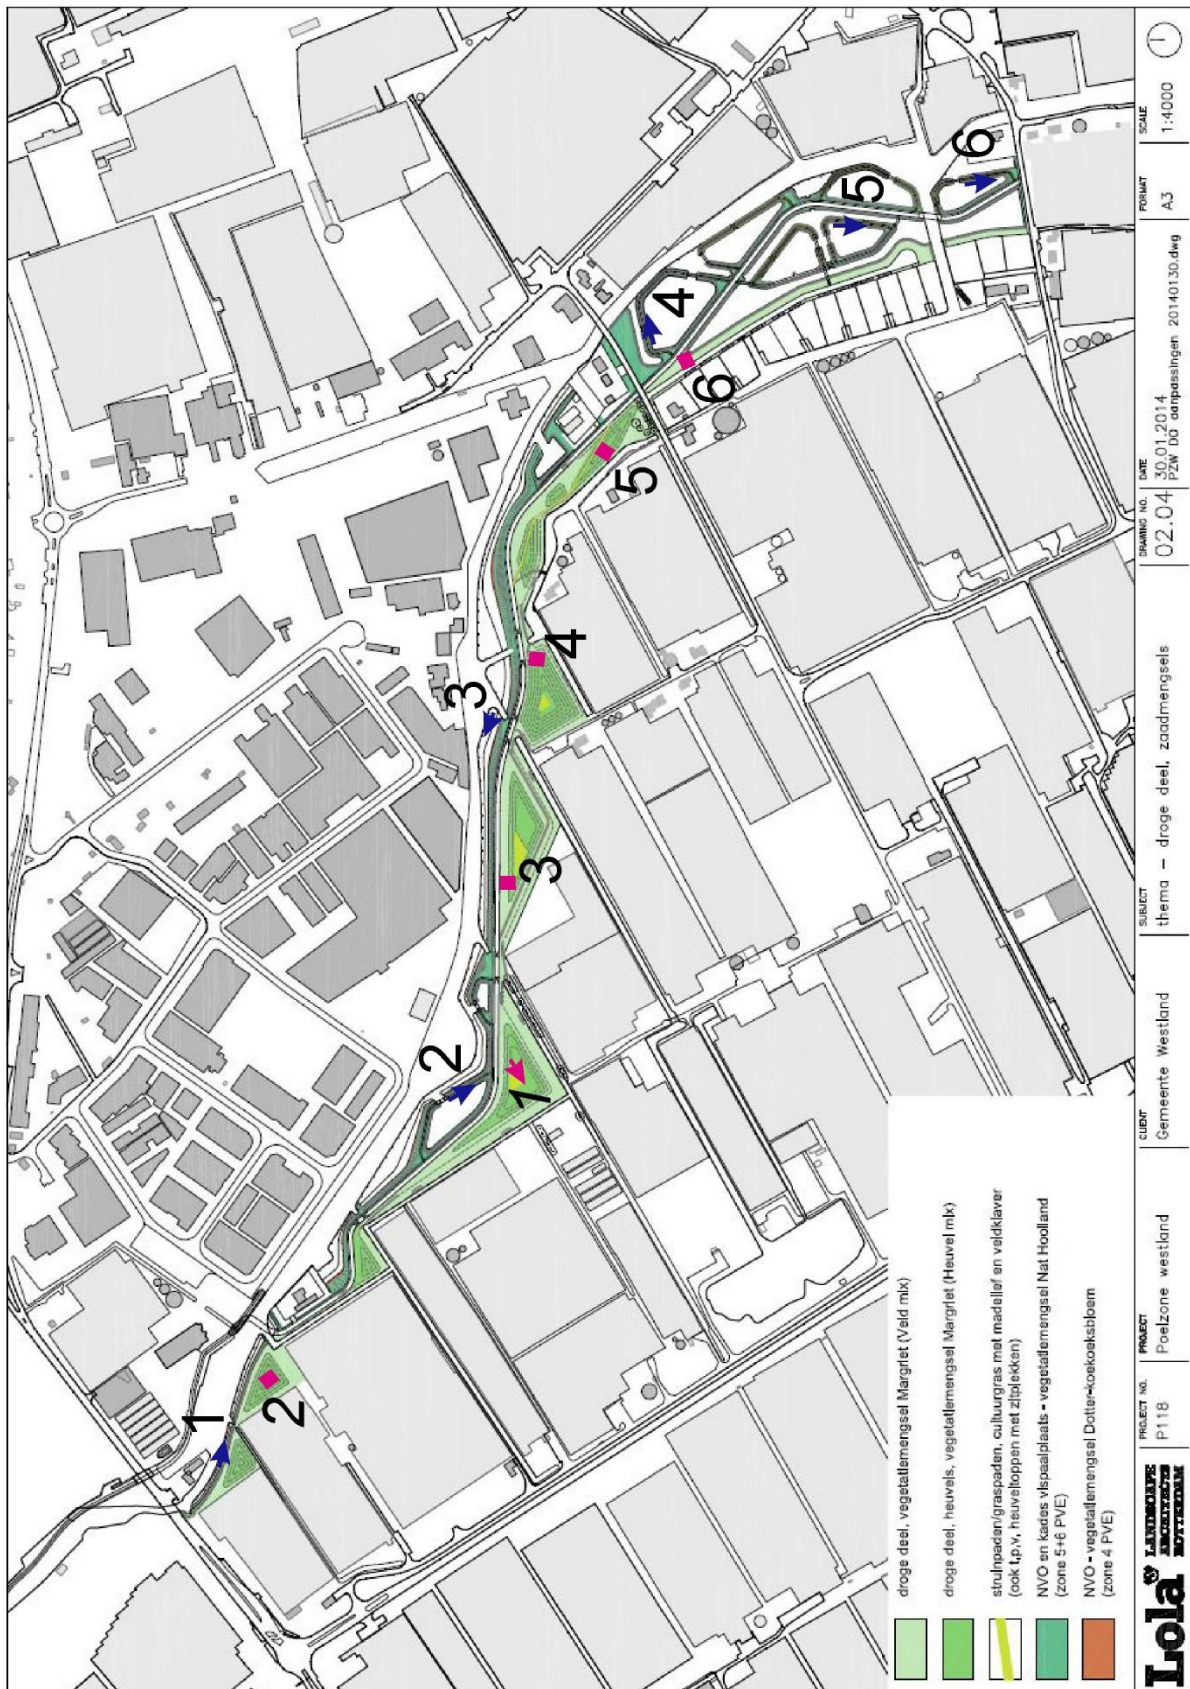 1
2
3
4
5
6
1
2
3
4
5
6
droge deel, vegetatiemengsel Margriet (Veld mix)
droge deel, heuvels, vegetatiemengsel Margriet (Heuvel mix)
struinpaden/graspaden, cultuurgras met madelief en veldklaver
(ook t.p.v. heuveltoppen met zitplekken)
NVO en kades vispaaiplaats - vegetatiemengsel Nat Hooiland
(zone 5+6 PVE)
NVO - vegetatiemengsel Dotter-koekoeksbloem
(zone 4 PVE)
Lola LANDSCAPE
ARCHITECTS
ROTTERDAM
PROJECT NO.
P118
PROJECT
Poelzone westland
CLIENT
Gemeente Westland
SUBJECT
thema - droge deel, zaadmengsels
DRAWING NO.
02.04
DATE
30.01.2014
PZW DO aanpassingen 20140130.dwg
FORMAT
A3
SCALE
1:4000